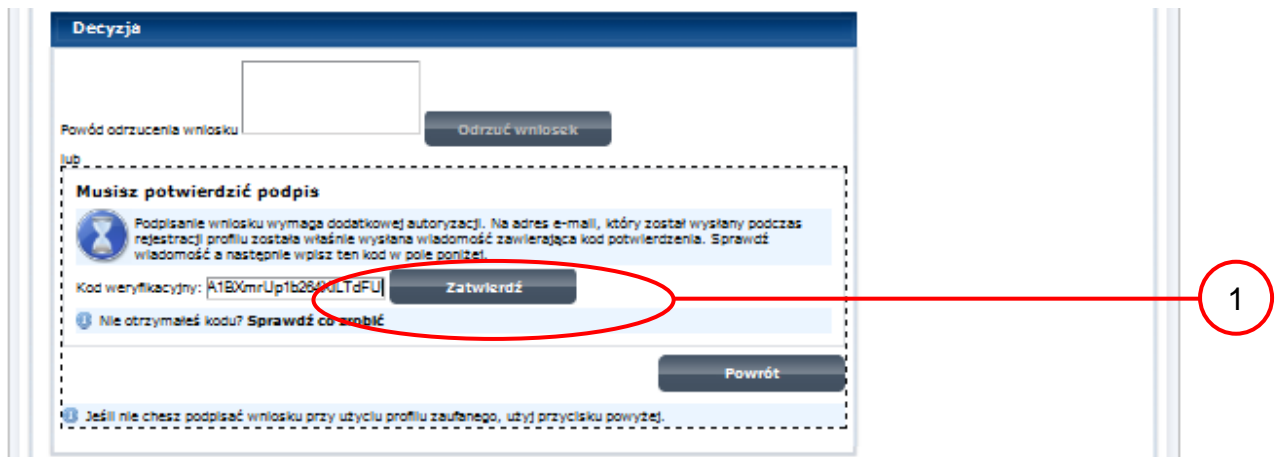 Decyzja
Powód odrzucenia wniosku
Odrzuć wniosek
lub
Musisz potwierdzić podpis
Podpisanie wniosku wymaga dodatkowej autoryzacji. Na adres e-mail, który został wysłany podczas
rejestracji profilu została właśnie wysłana wiadomość zawierająca kod potwierdzenia. Sprawdź
wiadomość a następnie wpisz ten kod w pole poniżej.
Kod weryfikacyjny:
Zatwierdź
1
Nie otrzymałeś kodu? Sprawdź co zrobić
Powrót
Jeśli nie chesz podpisać wniosku przy użyciu profilu zaufanego, użyj przycisku powyżej.